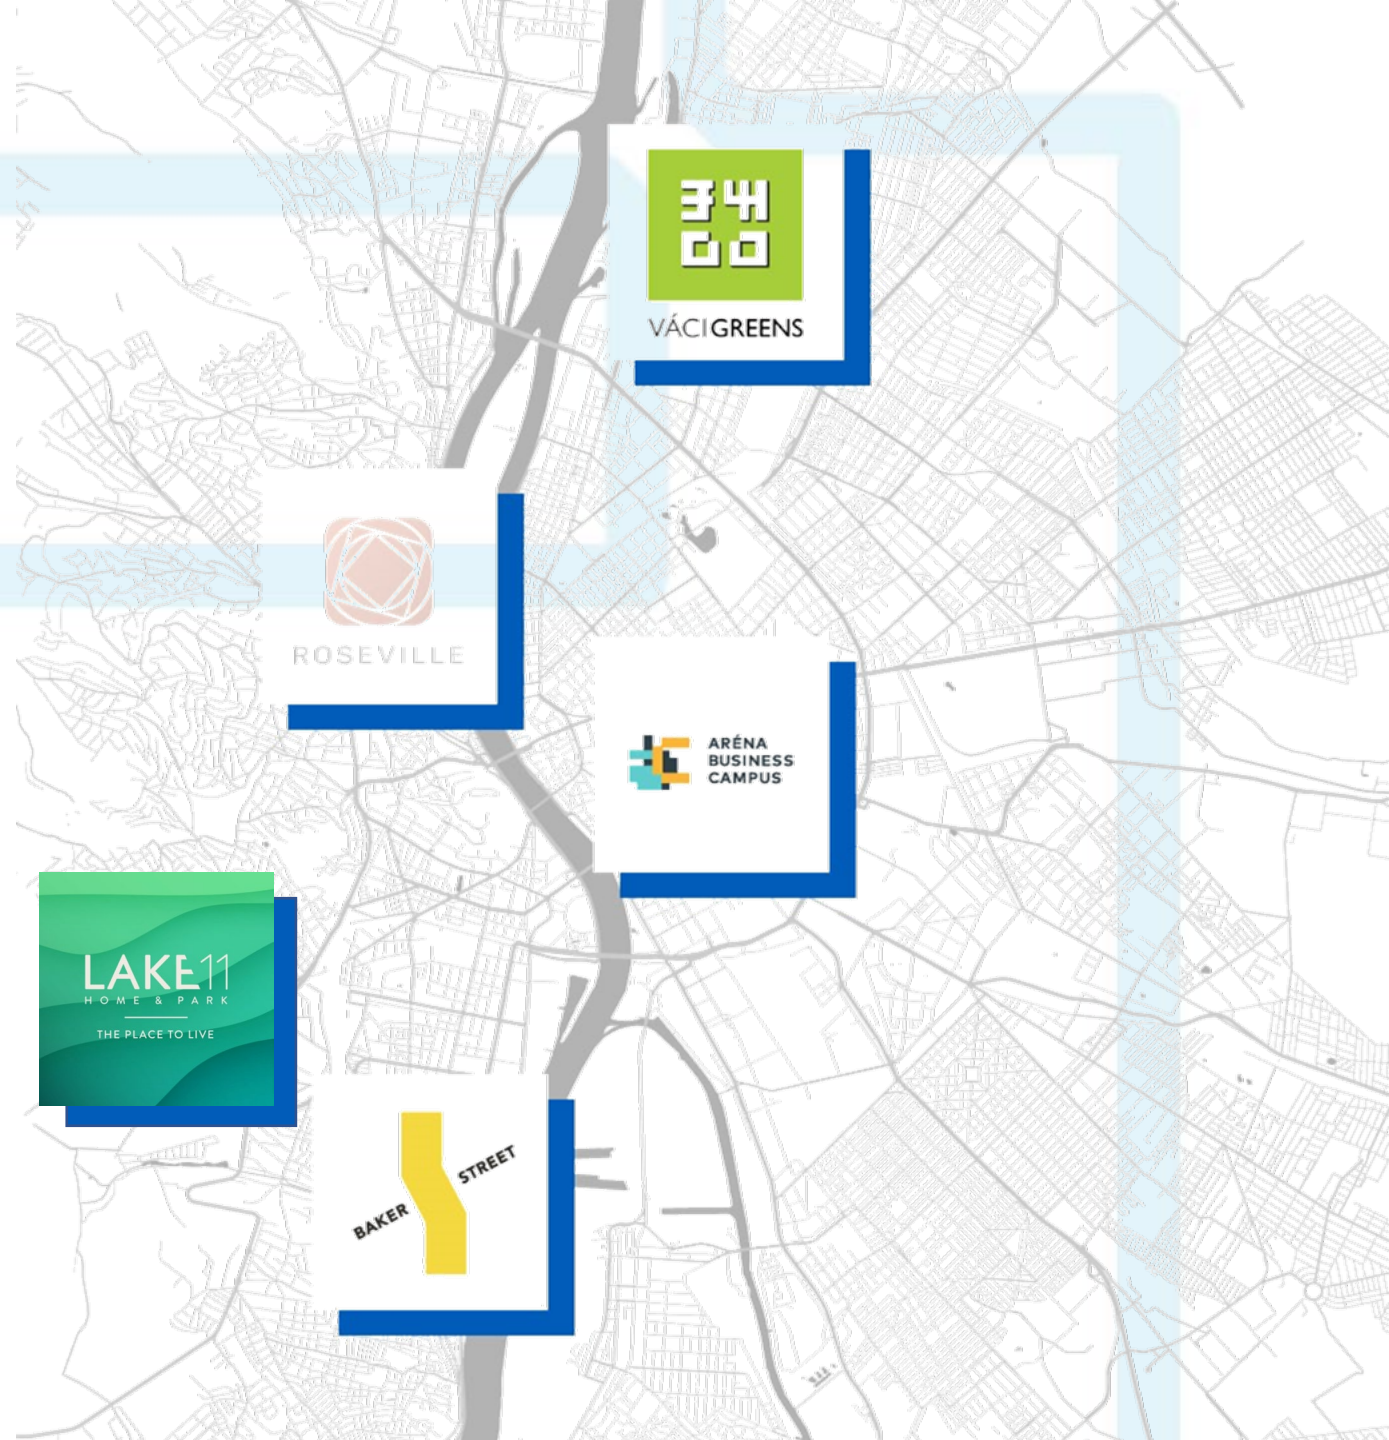 VÁCIGREENS
ROSEVILLE
ARÉNA
BUSINESS
CAMPUS
LAKE11
HOME & PARK
THE PLACE TO LIVE
BAKER STREET